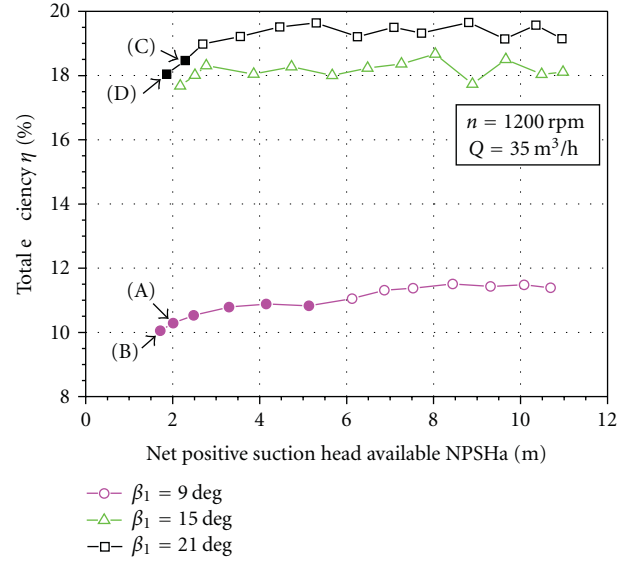 20
18
16
14
12
10
8
0
2
4
6
8
10
12
Total e ciency η (%)
Net positive suction head available NPSHa (m)
(C)
(D)
(A)
(B)
n = 1200 rpm
Q = 35 m³/h
β₁ = 9 deg
β₁ = 15 deg
β₁ = 21 deg